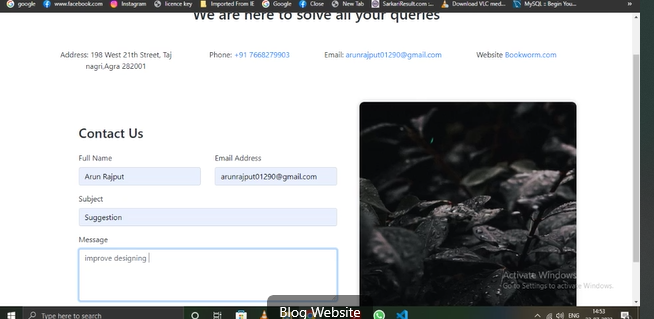 google
www.facebook.com
Instagram
licence key
Imported From IE
Google
Close
New Tab
SarkariResult.com :...
Download VLC med...
MySQL :: Begin You...
»
We are here to solve all your queries
Address: 198 West 21th Street, Taj
nagri.Agra 282001
Phone: +91 7668279903
Email: arunrajput01290@gmail.com
Website Bookworm.com
Contact Us
Full Name
Email Address
Arun Rajput
arunrajput01290@gmail.com
Subject
Suggestion
Message
improve designing
Activate Windows
Go to Settings to activate Windows.
Type here to search
ENG
14:53
Blog Website